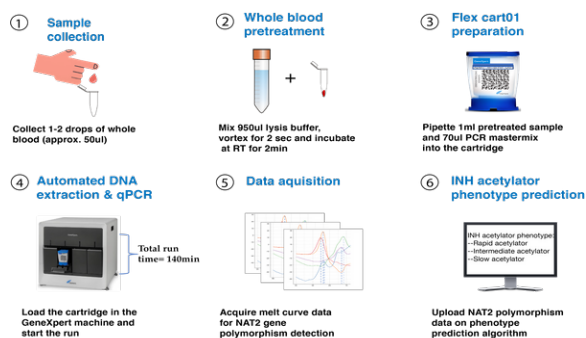 1 Sample
collection
Collect 1-2 drops of whole
blood (approx. 50ul)
2 Whole blood
pretreatment
+
Mix 950ul lysis buffer,
vortex for 2 sec and incubate
at RT for 2min
3 Flex cart01
preparation
Pipette 1ml pretreated sample
and 70ul PCR mastermix
into the cartridge
4 Automated DNA
extraction & qPCR
Total run
time= 140min
Load the cartridge in the
GeneXpert machine and
start the run
5 Data aquisition
Acquire melt curve data
for NAT2 gene
polymorphism detection
6 INH acetylator
phenotype prediction
INH acetylator phenotype:
--Rapid acetylator
--Intermediate acetylator
--Slow acetylator
Upload NAT2 polymorphism
data on phenotype
prediction algorithm